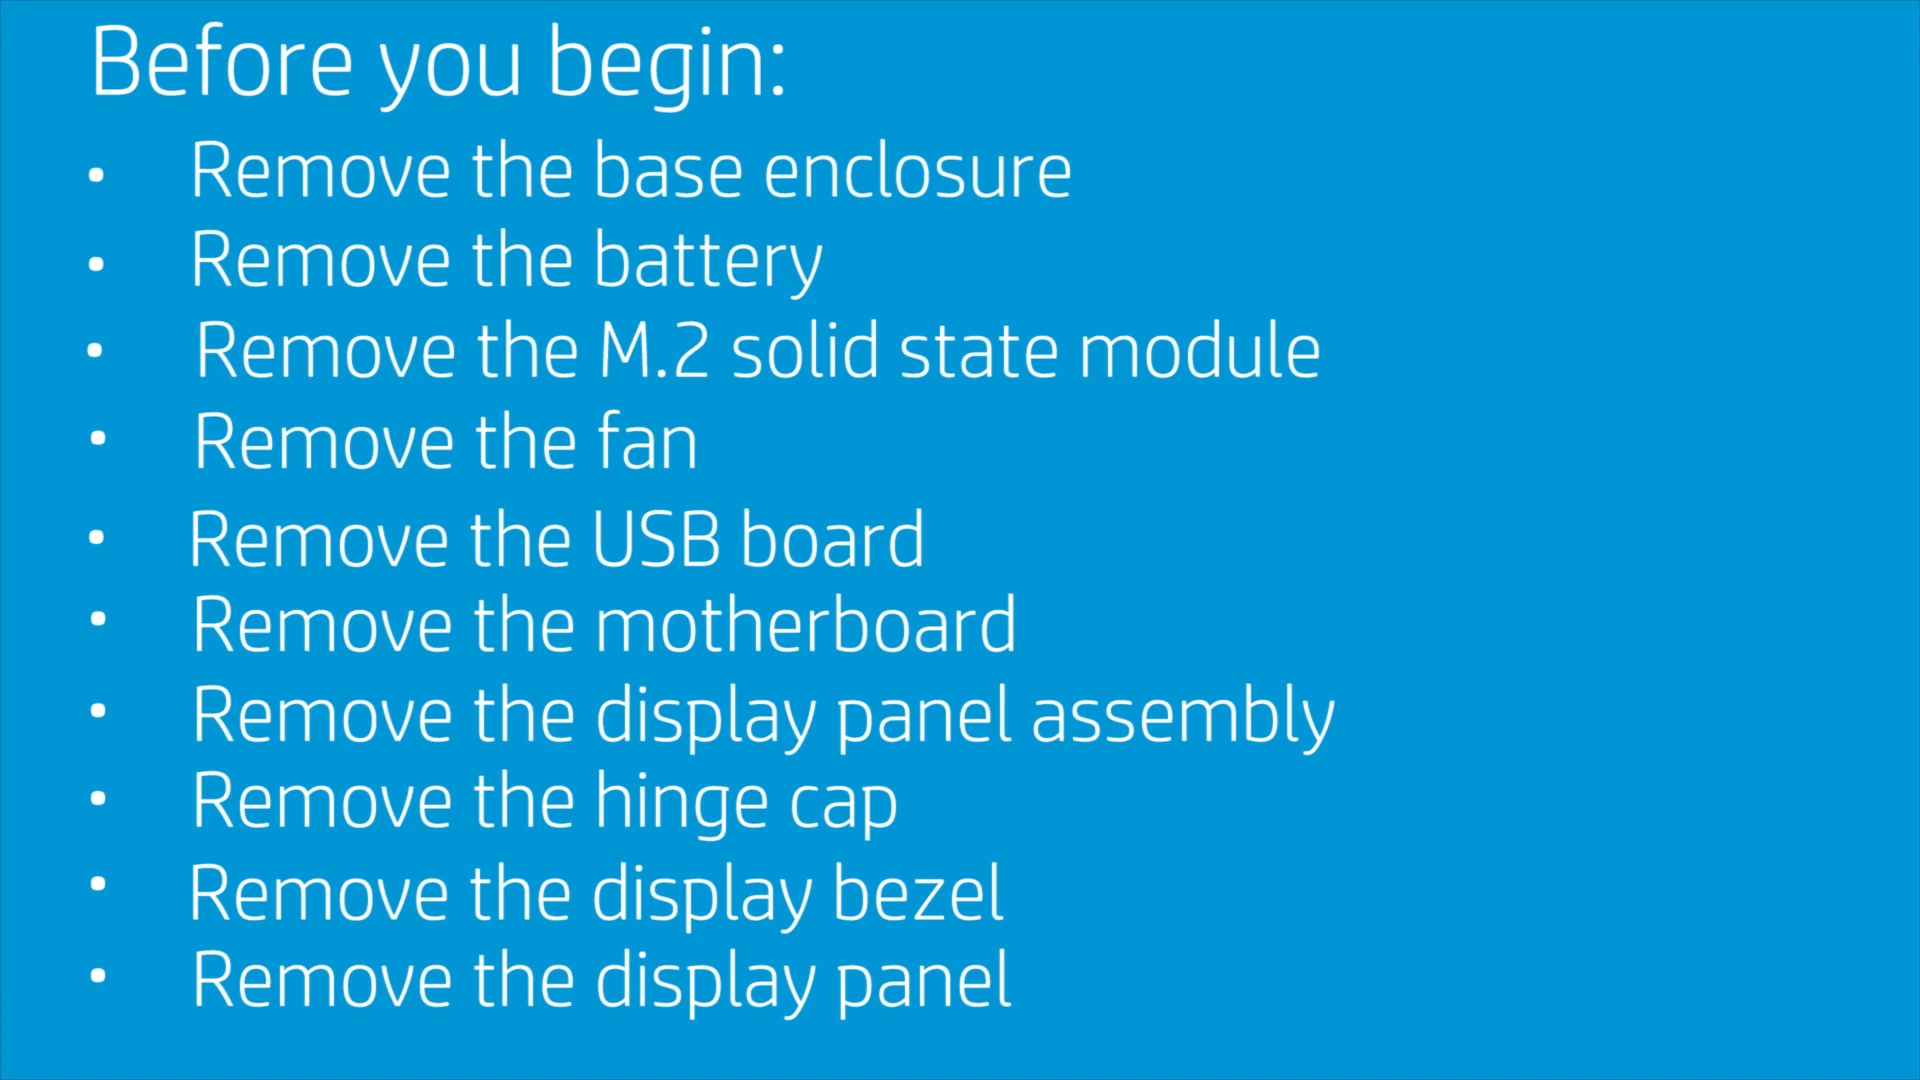 Before you begin:
• Remove the base enclosure
• Remove the battery
• Remove the M.2 solid state module
• Remove the fan
• Remove the USB board
• Remove the motherboard
• Remove the display panel assembly
• Remove the hinge cap
• Remove the display bezel
• Remove the display panel